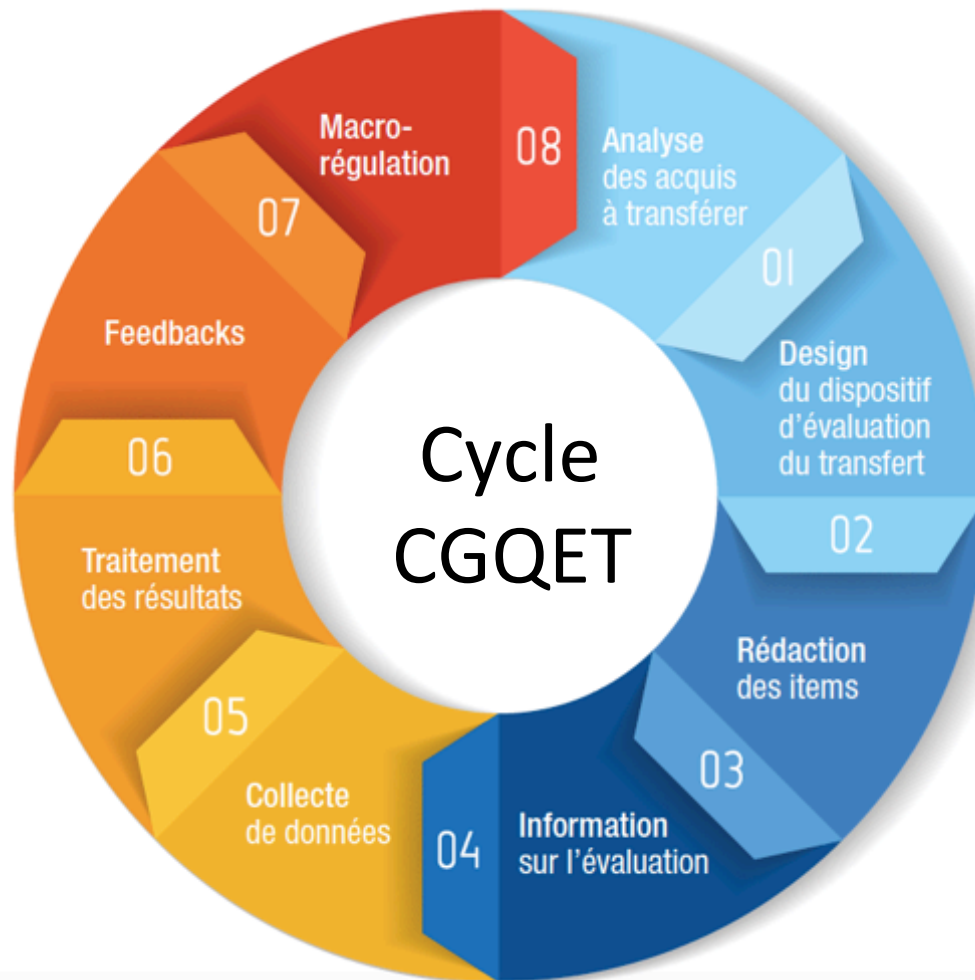 Analyse
des acquis
à transférer
01
Design
du dispositif
d’évaluation
du transfert
02
Rédaction
des items
03
Information
sur l’évaluation
04
Collecte
de données
05
Traitement
des résultats
06
Feedbacks
07
Macro-
régulation
08
Cycle
CGQET